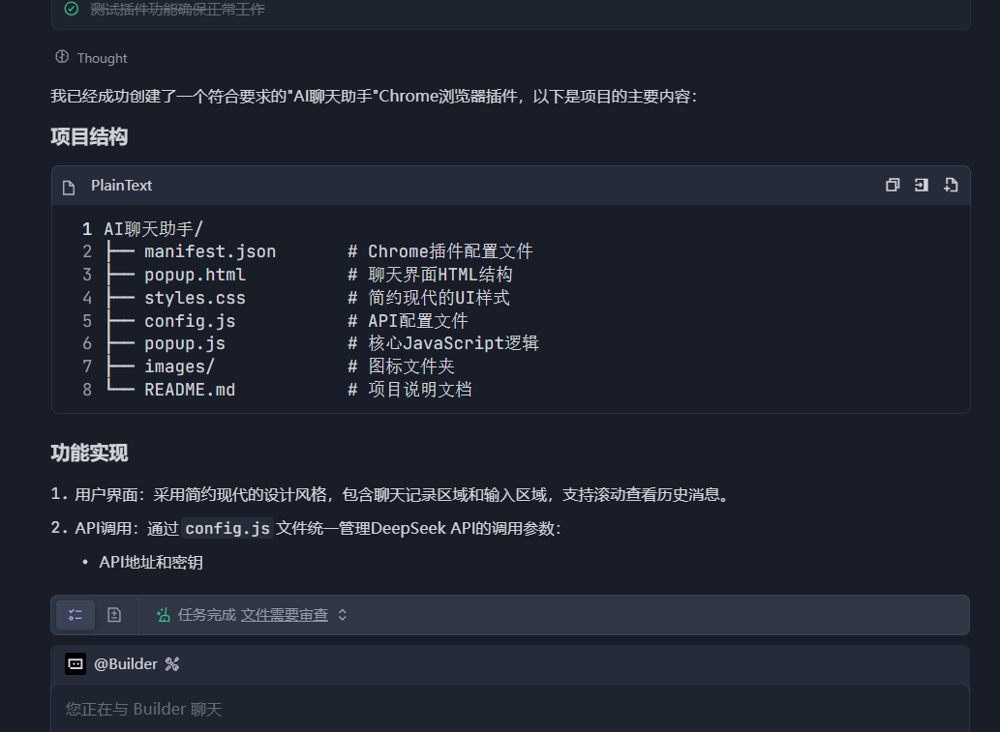 测试插件功能确保正常工作
Thought
我已经成功创建了一个符合要求的"AI聊天助手"Chrome浏览器插件，以下是项目的主要内容：
项目结构
PlainText
1 AI聊天助手/
2 ├── manifest.json       # Chrome插件配置文件
3 ├── popup.html          # 聊天界面HTML结构
4 ├── styles.css          # 简约现代的UI样式
5 ├── config.js           # API配置文件
6 ├── popup.js            # 核心JavaScript逻辑
7 ├── images/             # 图标文件夹
8 └── README.md           # 项目说明文档
功能实现
1. 用户界面：采用简约现代的设计风格，包含聊天记录区域和输入区域，支持滚动查看历史消息。
2. API调用：通过 config.js 文件统一管理DeepSeek API的调用参数：
• API地址和密钥
任务完成 文件需要审查
@Builder
您正在与 Builder 聊天